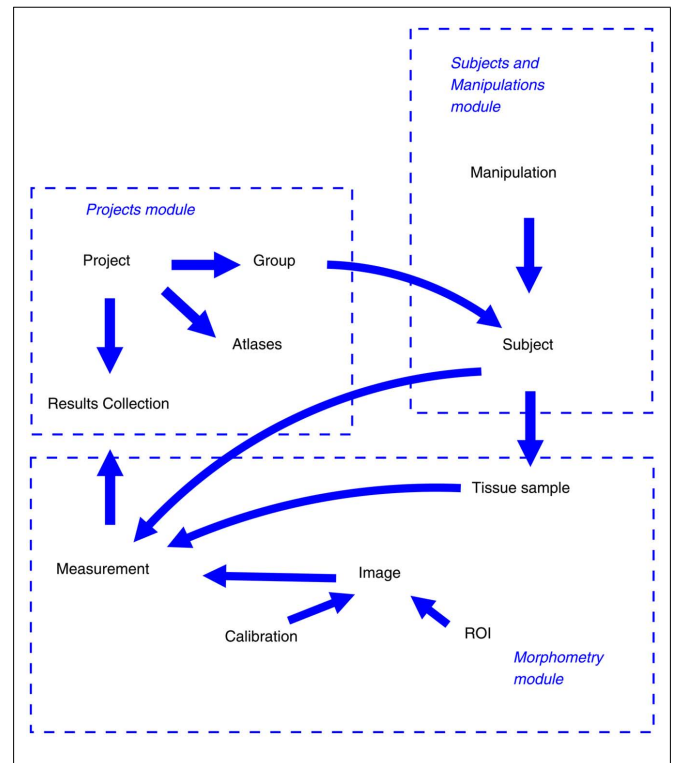 Subjects and
Manipulations
module
Manipulation
Projects module
Project
Group
Atlases
Subject
Results Collection
Tissue sample
Measurement
Image
Calibration
ROI
Morphometry
module